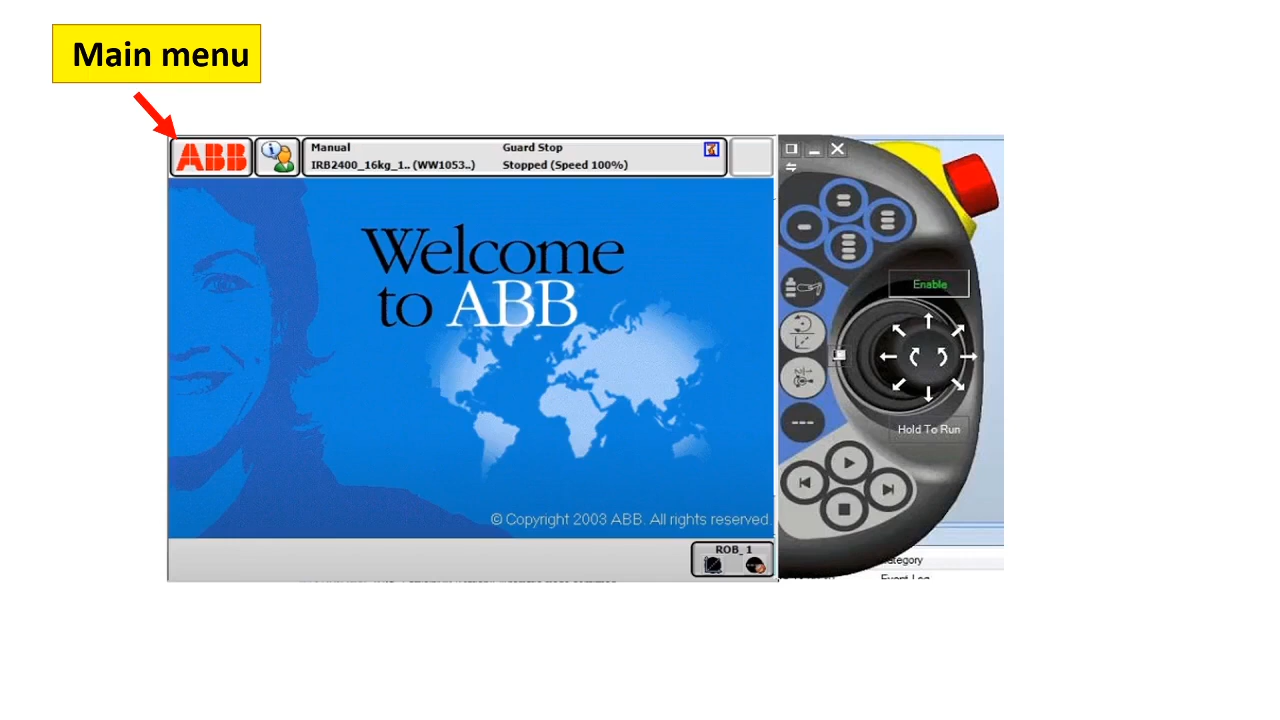 Main menu
ABB
Manual
Guard Stop
IRB2400_16kg_1.. (WW1053..)
Stopped (Speed 100%)
Welcome
to ABB
Enable
Hold To Run
© Copyright 2003 ABB. All rights reserved.
ROB_1
ategory
Event Log